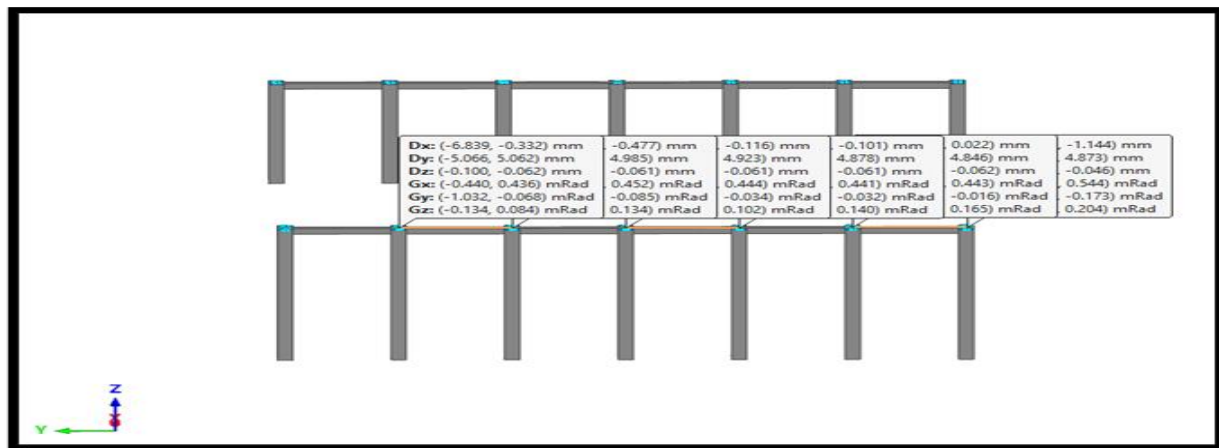 Dx: (-6.839, -0.332) mm -0.477) mm -0.116) mm -0.101) mm 0.022) mm -1.144) mm
Dy: (-5.066, 5.062) mm 4.985) mm 4.923) mm 4.878) mm 4.846) mm 4.873) mm
Dz: (-0.100, -0.062) mm -0.061) mm -0.061) mm -0.061) mm -0.062) mm -0.046) mm
Gx: (-0.440, 0.436) mRad 0.452) mRad 0.444) mRad 0.441) mRad 0.443) mRad 0.544) mRad
Gy: (-1.032, -0.068) mRad -0.085) mRad -0.034) mRad -0.032) mRad -0.016) mRad -0.173) mRad
Gz: (-0.134, 0.084) mRad 0.134) mRad 0.102) mRad 0.140) mRad 0.165) mRad 0.204) mRad
Z
Y